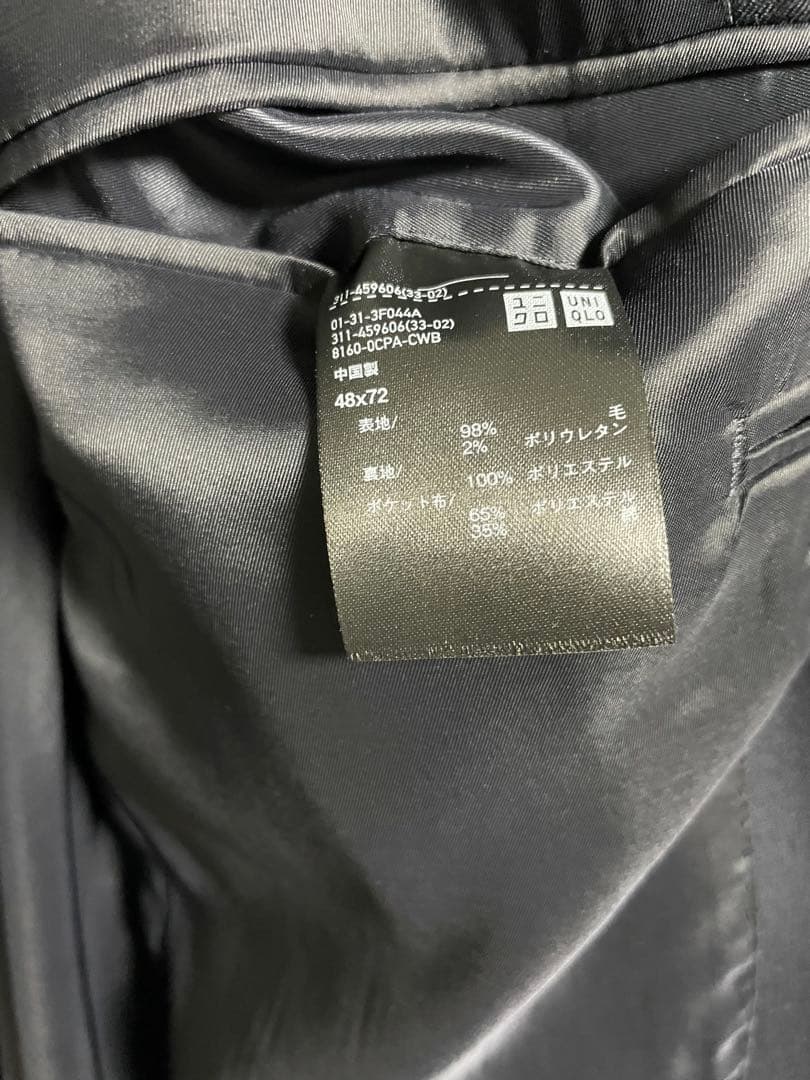 311-459606(33-02)
ユニクロ
UNIQLO
01-31-3F044A
311-459606(33-02)
8160-0CPA-CWB
中国製
48x72
表地/ 98% 毛
2% ポリウレタン
裏地/ 100% ポリエステル
ポケット布/ 65% ポリエステル
35% 綿